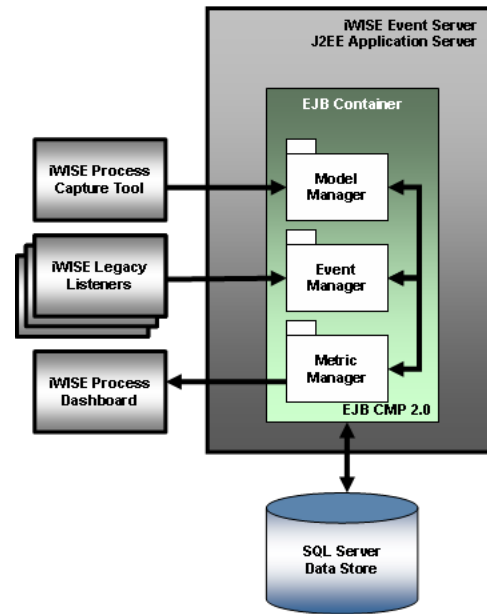 iWISE Event Server
J2EE Application Server
EJB Container
iWISE Process
Capture Tool
Model
Manager
iWISE Legacy
Listeners
Event
Manager
iWISE Process
Dashboard
Metric
Manager
EJB CMP 2.0
SQL Server
Data Store